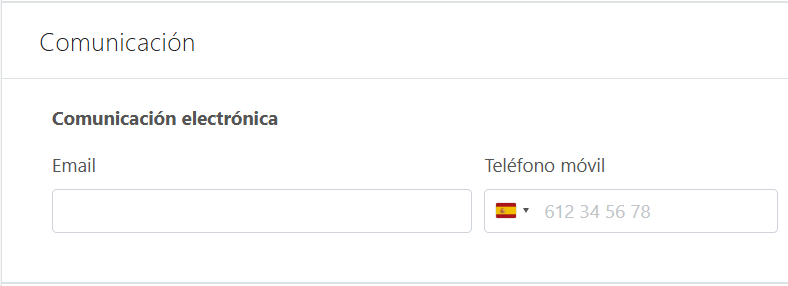 Comunicación
Comunicación electrónica
Email
Teléfono móvil
612 34 56 78